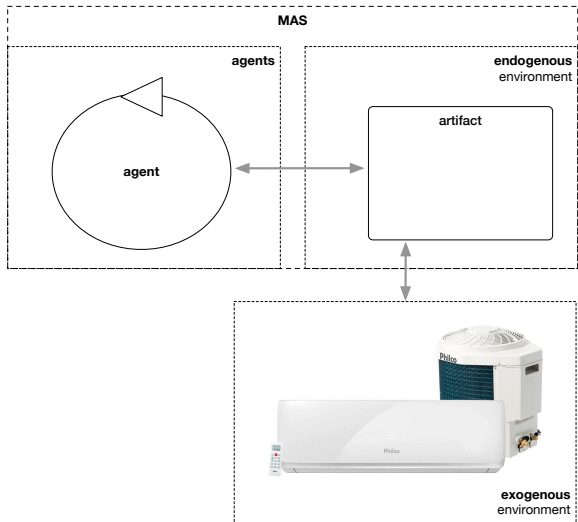 MAS
agents
endogenous
environment
artifact
agent
Philco
Philco
exogenous
environment